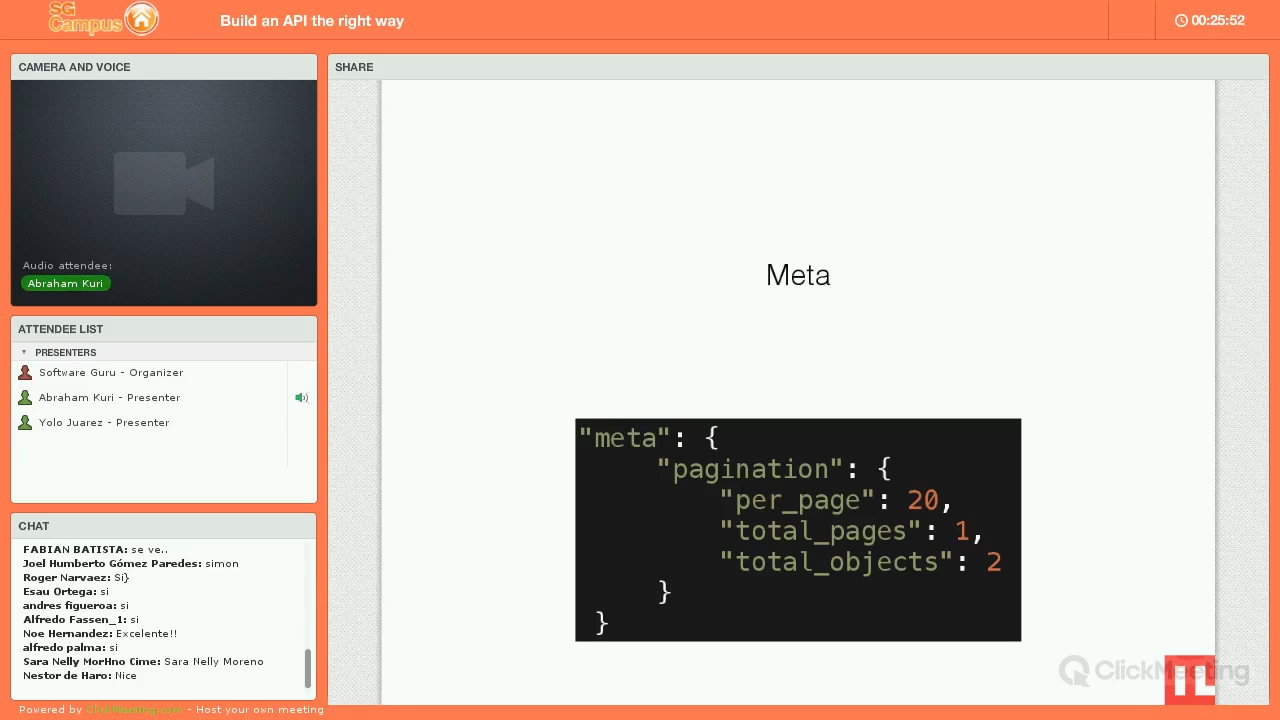 SG
Campus
Build an API the right way
00:25:52
CAMERA AND VOICE
Audio attendee:
Abraham Kuri
ATTENDEE LIST
PRESENTERS
Software Guru - Organizer
Abraham Kuri - Presenter
Yolo Juarez - Presenter
CHAT
FABIAN BATISTA: se ve..
Joel Humberto Gómez Paredes: simon
Roger Narvaez: Si}
Esau Ortega: si
andres figueroa: si
Alfredo Fassen_1: si
Noe Hernandez: Excelente!!
alfredo palma: si
Sara Nelly MorHno Cime: Sara Nelly Moreno
Nestor de Haro: Nice
Powered by ClickMeeting.com - Host your own meeting
SHARE
Meta
"meta": {
"pagination": {
"per_page": 20,
"total_pages": 1,
"total_objects": 2
}
}
ClickMeeting